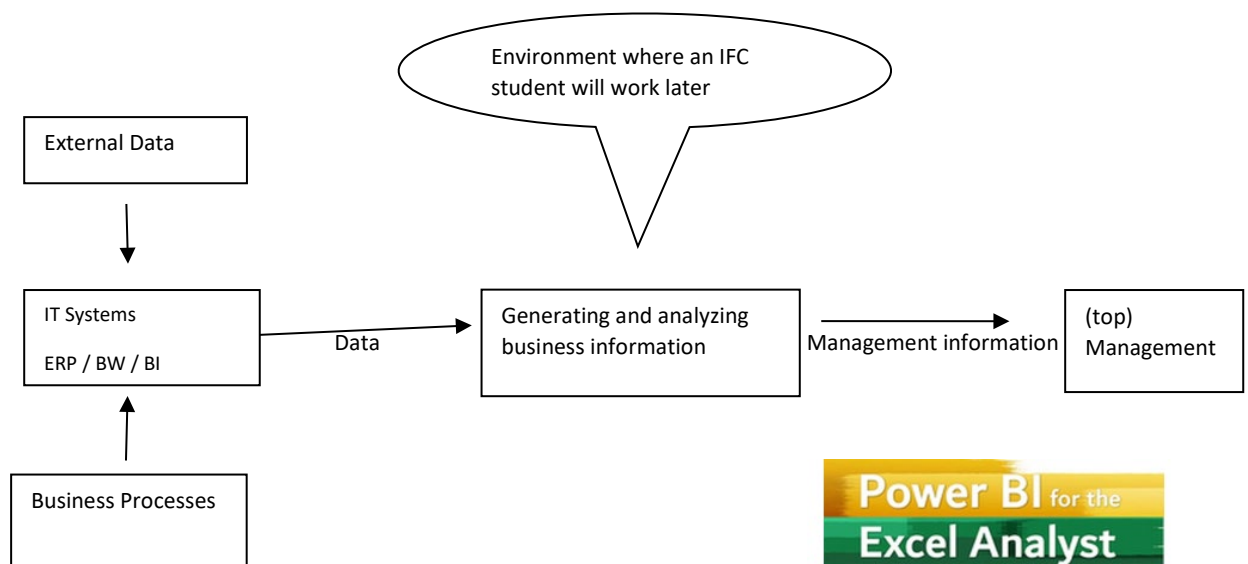 Environment where an IFC
student will work later
External Data
IT Systems
ERP / BW / BI
Data
Generating and analyzing
business information
Management information
(top)
Management
Business Processes
Power BI for the
Excel Analyst